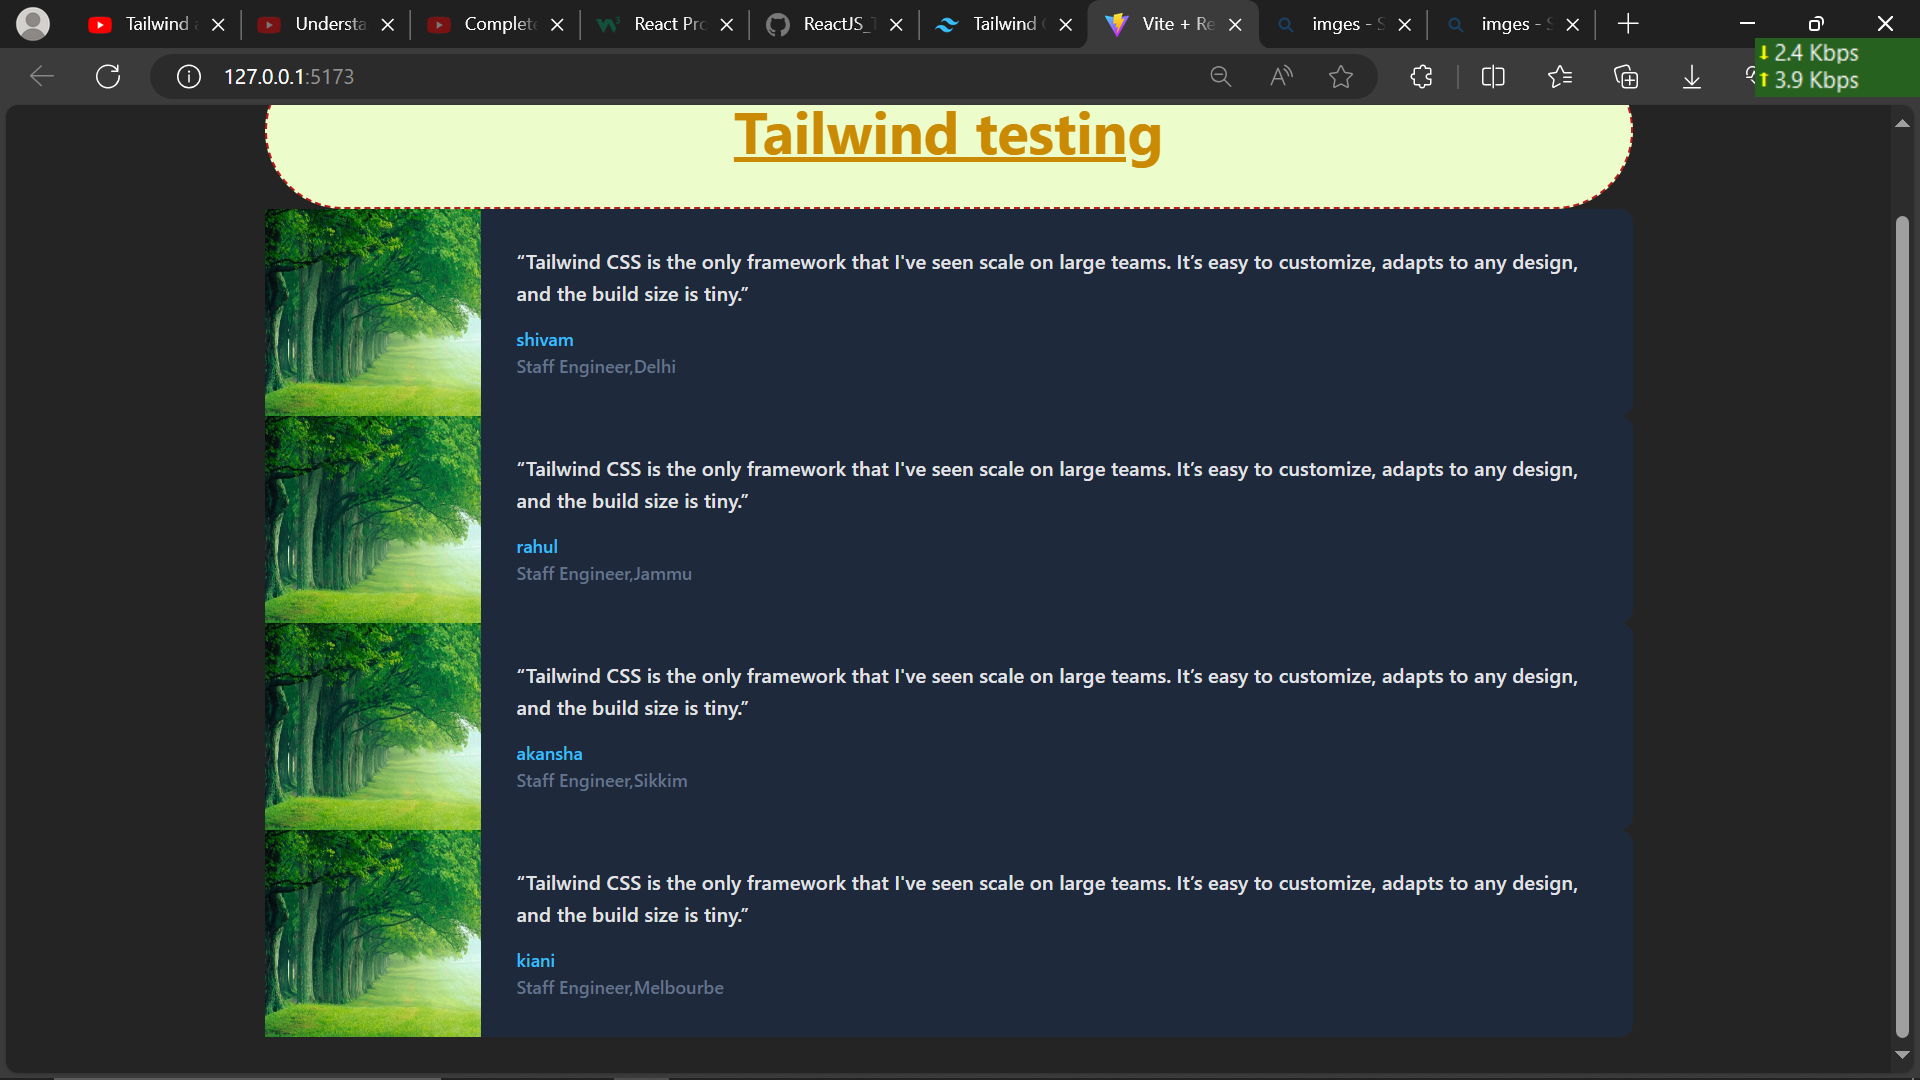 Tailwind
Understa
Complete
React Pro
ReactJS_
Tailwind
Vite + Re
imges - S
imges - S
127.0.0.1:5173
2.4 Kbps
3.9 Kbps
Tailwind testing
“Tailwind CSS is the only framework that I've seen scale on large teams. It’s easy to customize, adapts to any design,
and the build size is tiny.”
shivam
Staff Engineer,Delhi
“Tailwind CSS is the only framework that I've seen scale on large teams. It’s easy to customize, adapts to any design,
and the build size is tiny.”
rahul
Staff Engineer,Jammu
“Tailwind CSS is the only framework that I've seen scale on large teams. It’s easy to customize, adapts to any design,
and the build size is tiny.”
akansha
Staff Engineer,Sikkim
“Tailwind CSS is the only framework that I've seen scale on large teams. It’s easy to customize, adapts to any design,
and the build size is tiny.”
kiani
Staff Engineer,Melbourbe